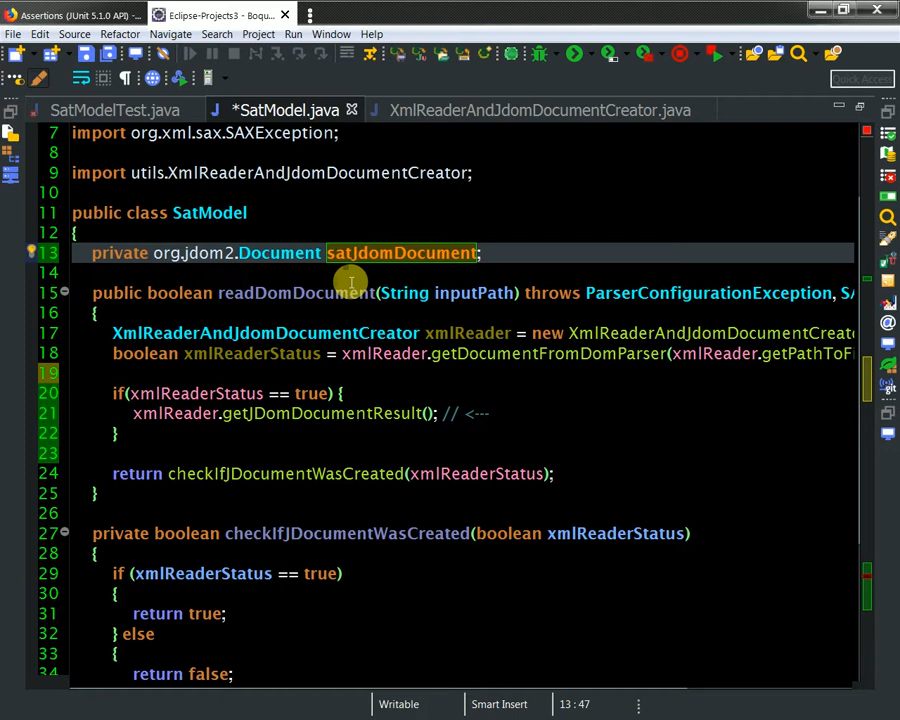 Assertions (JUnit 5.1.0 API) -...
Eclipse-Projects3 - Boqu...
File Edit Source Refactor Navigate Search Project Run Window Help
Quick Access
SatModelTest.java *SatModel.java XmlReaderAndJdomDocumentCreator.java
7 import org.xml.sax.SAXException;
8
9 import utils.XmlReaderAndJdomDocumentCreator;
10
11 public class SatModel
12 {
13 private org.jdom2.Document satJdomDocument;
14
15 public boolean readDomDocument(String inputPath) throws ParserConfigurationException, SA
16 {
17 XmlReaderAndJdomDocumentCreator xmlReader = new XmlReaderAndJdomDocumentCreate
18 boolean xmlReaderStatus = xmlReader.getDocumentFromDomParser(xmlReader.getPathToFi
19
20 if(xmlReaderStatus == true) {
21 xmlReader.getJDomDocumentResult(); // <---
22 }
23
24 return checkIfJDocumentWasCreated(xmlReaderStatus);
25 }
26
27 private boolean checkIfJDocumentWasCreated(boolean xmlReaderStatus)
28 {
29 if (xmlReaderStatus == true)
30 {
31 return true;
32 } else
33 {
34 return false;
Writable Smart Insert 13 : 47